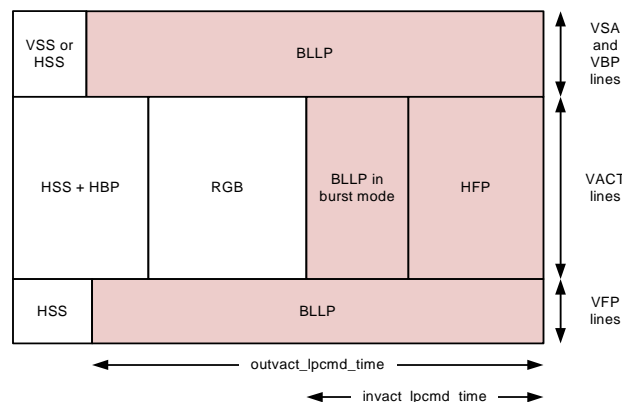 VSS or
HSS
BLLP
VSA
and
VBP
lines
HSS + HBP
RGB
BLLP in
burst mode
HFP
VACT
lines
HSS
BLLP
VFP
lines
outvact_lpcmd_time
invact_lpcmd_time